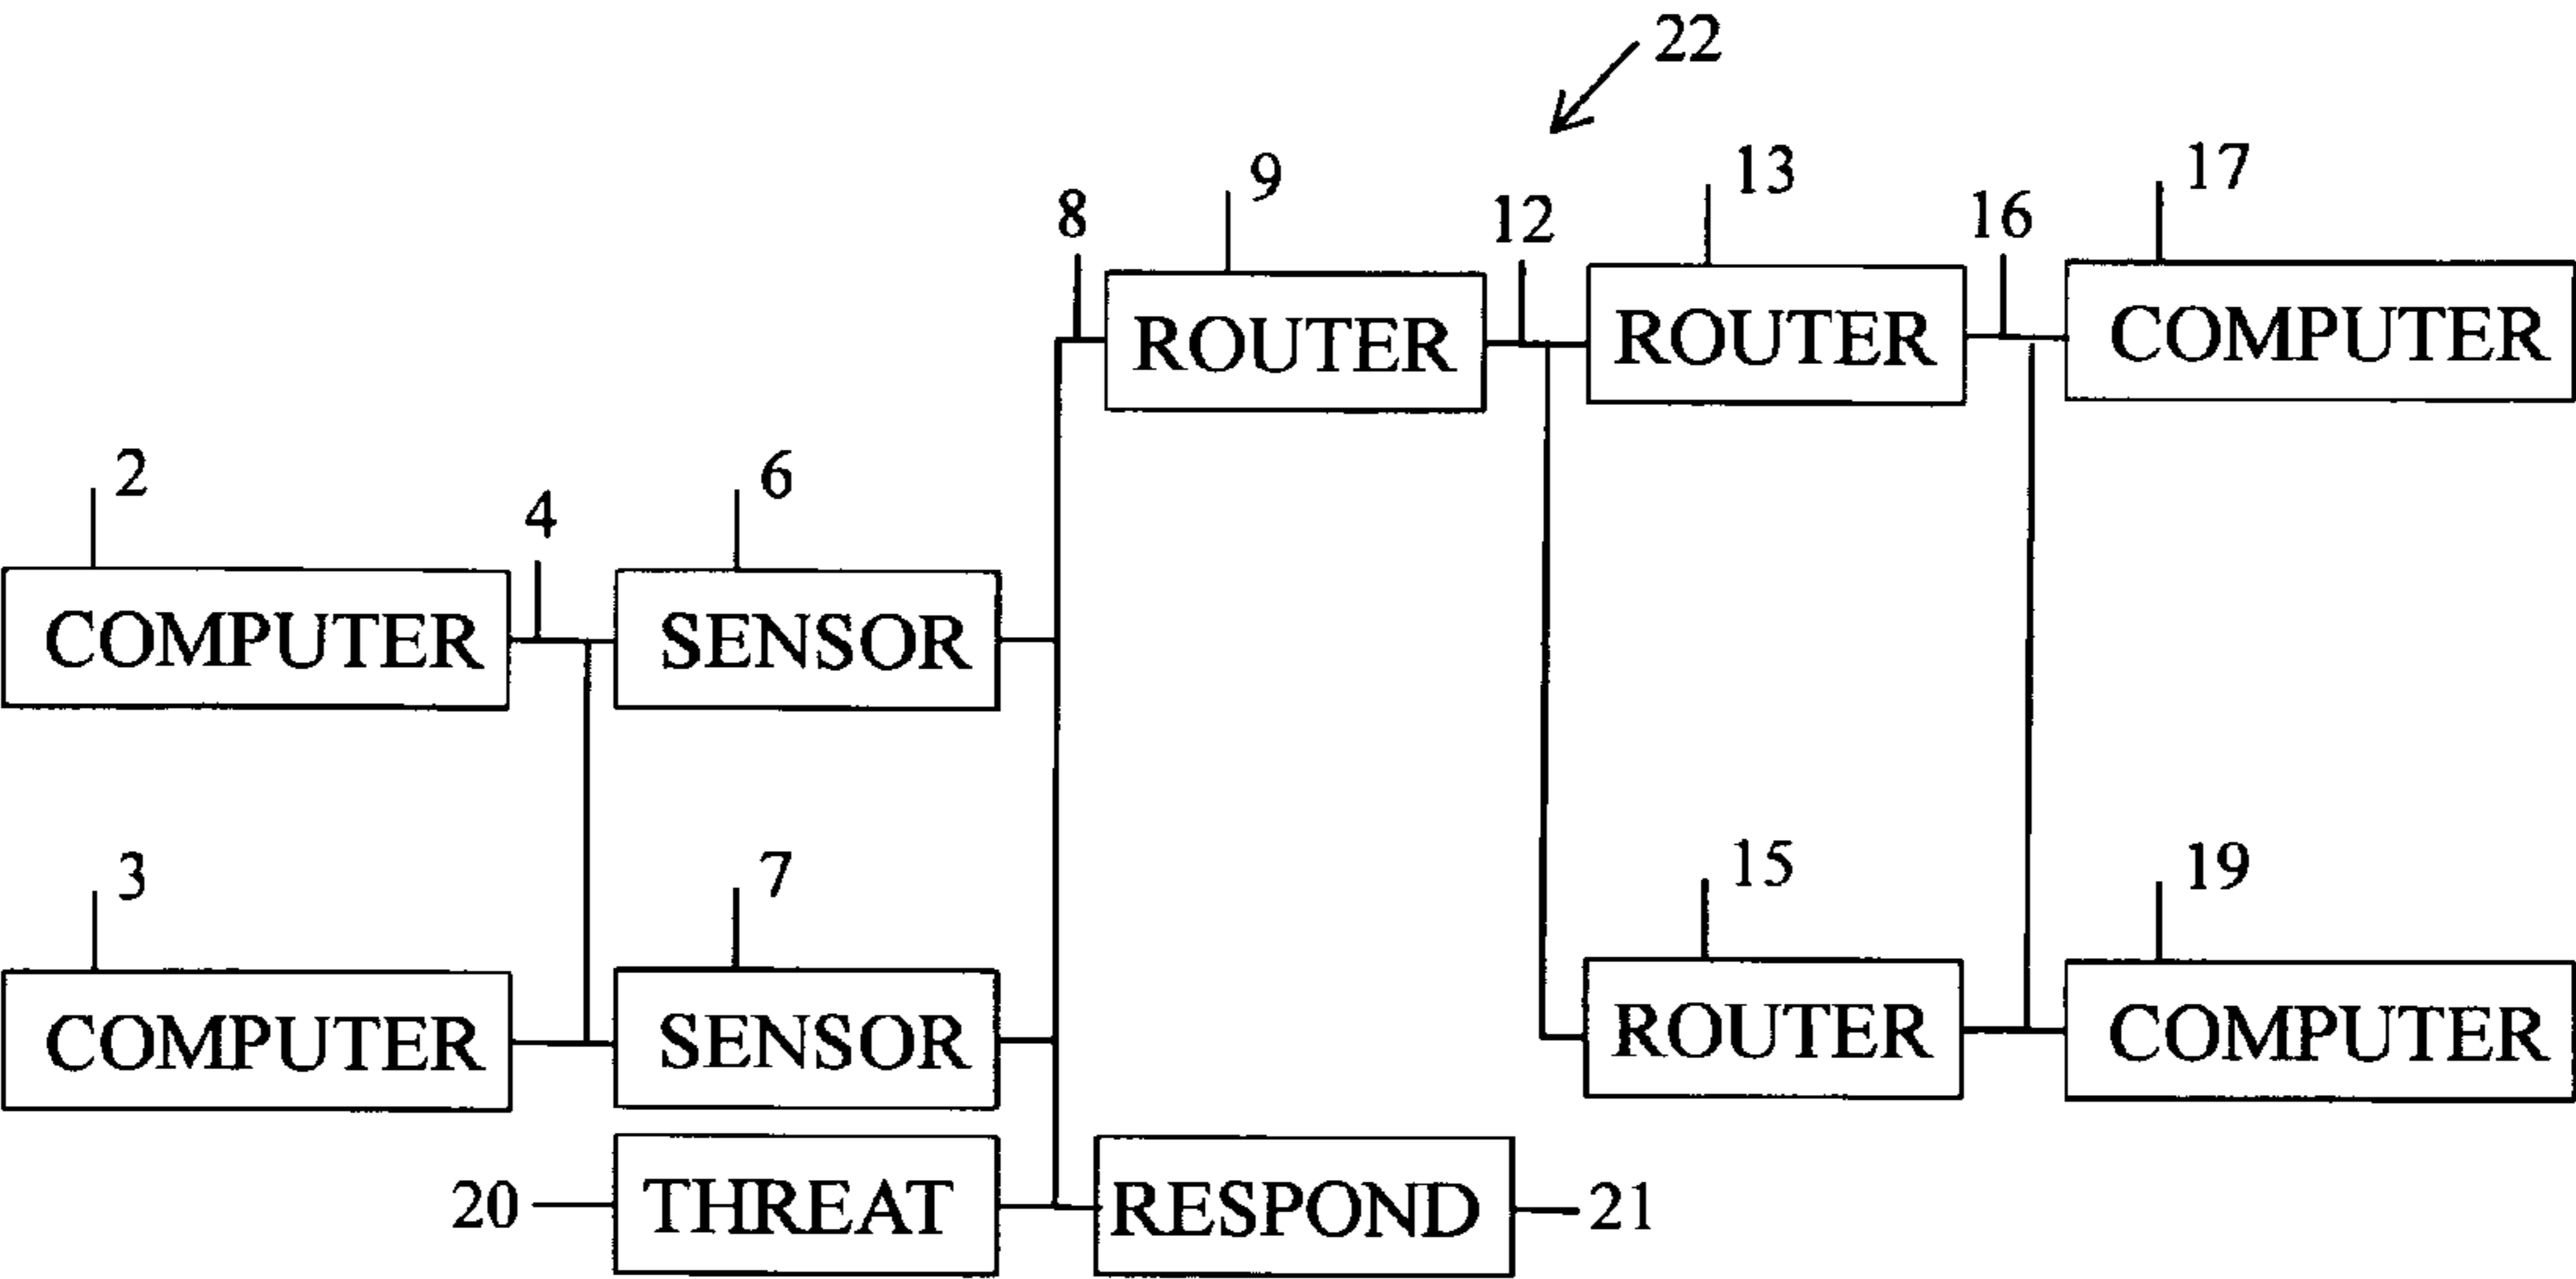 22
13
17
9
8
12
16
ROUTER
ROUTER
COMPUTER
2
6
4
COMPUTER
SENSOR
3
7
15
19
COMPUTER
SENSOR
ROUTER
COMPUTER
20
THREAT
RESPOND
21